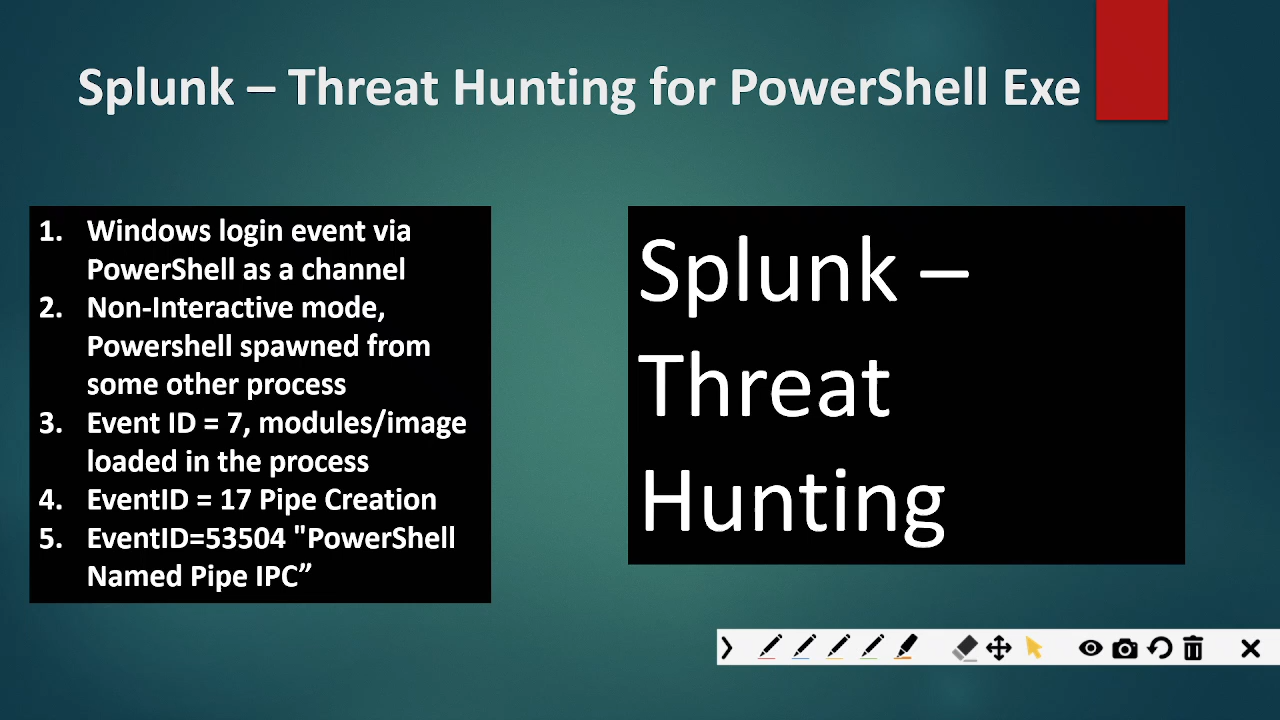 Splunk – Threat Hunting for PowerShell Exe
1. Windows login event via
PowerShell as a channel
2. Non-Interactive mode,
Powershell spawned from
some other process
3. Event ID = 7, modules/image
loaded in the process
4. EventID = 17 Pipe Creation
5. EventID=53504 "PowerShell
Named Pipe IPC”
Splunk –
Threat
Hunting